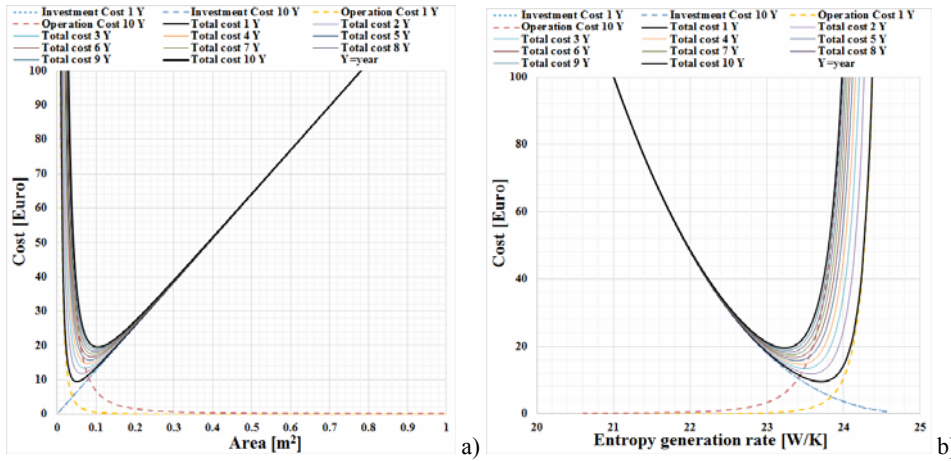 Investment Cost 1 Y Investment Cost 10 Y Operation Cost 1 Y
Operation Cost 10 Y Total cost 1 Y Total cost 2 Y
Total cost 3 Y Total cost 4 Y Total cost 5 Y
Total cost 6 Y Total cost 7 Y Total cost 8 Y
Total cost 9 Y Total cost 10 Y Y=year
100
90
80
70
60
50
40
30
20
10
0
Cost [Euro]
0 0.1 0.2 0.3 0.4 0.5 0.6 0.7 0.8 0.9 1
Area [m²]
a)
Investment Cost 1 Y Investment Cost 10 Y Operation Cost 1 Y
Operation Cost 10 Y Total cost 1 Y Total cost 2 Y
Total cost 3 Y Total cost 4 Y Total cost 5 Y
Total cost 6 Y Total cost 7 Y Total cost 8 Y
Total cost 9 Y Total cost 10 Y Y=year
100
80
60
40
20
0
Cost [Euro]
20 21 22 23 24 25
Entropy generation rate [W/K]
b)